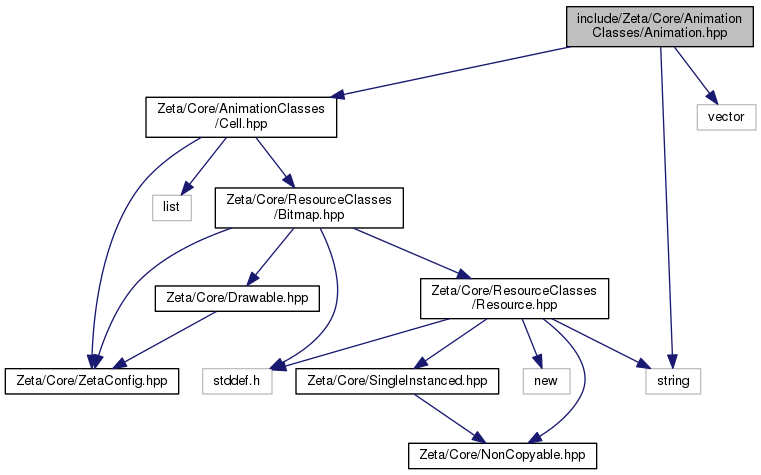 include/Zeta/Core/Animation
Classes/Animation.hpp
Zeta/Core/AnimationClasses
/Cell.hpp
vector
list
Zeta/Core/ResourceClasses
/Bitmap.hpp
Zeta/Core/Drawable.hpp
Zeta/Core/ResourceClasses
/Resource.hpp
Zeta/Core/ZetaConfig.hpp
stddef.h
Zeta/Core/SingleInstanced.hpp
new
string
Zeta/Core/NonCopyable.hpp